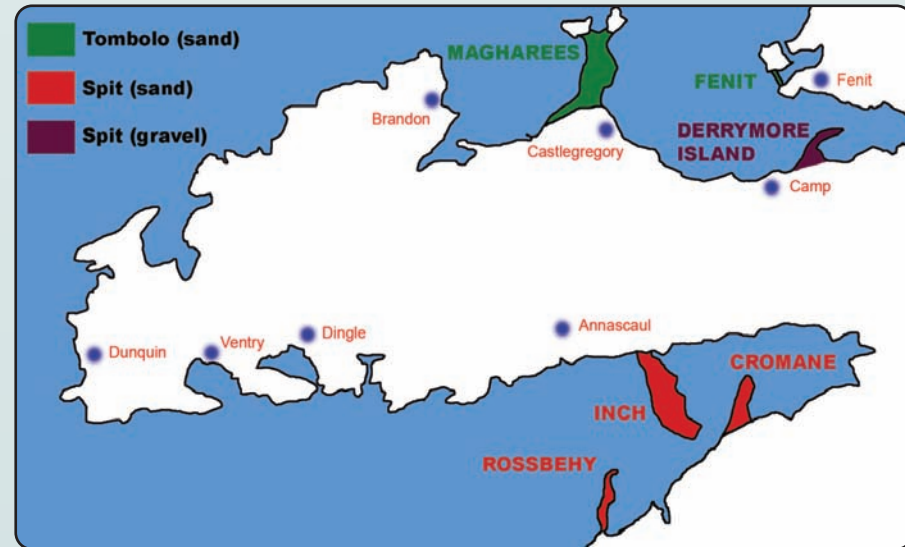 Tombolo (sand)
Spit (sand)
Spit (gravel)
MAGHAREES
FENIT
Fenit
Brandon
Castlegregory
DERRYMORE
ISLAND
Camp
Dunquin
Ventry
Dingle
Annascaul
CROMANE
INCH
ROSSBEHY